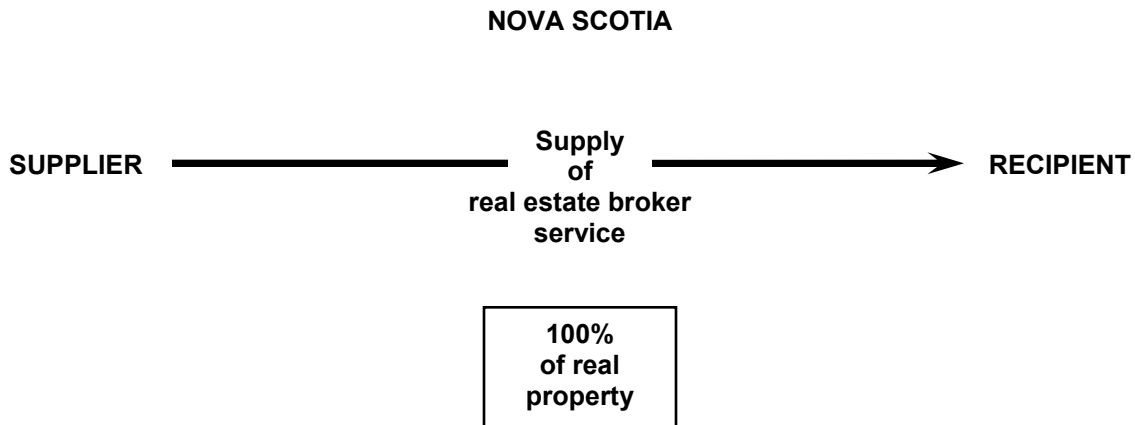 NOVA SCOTIA
SUPPLIER
Supply
of
real estate broker
service
RECIPIENT
100%
of real
property